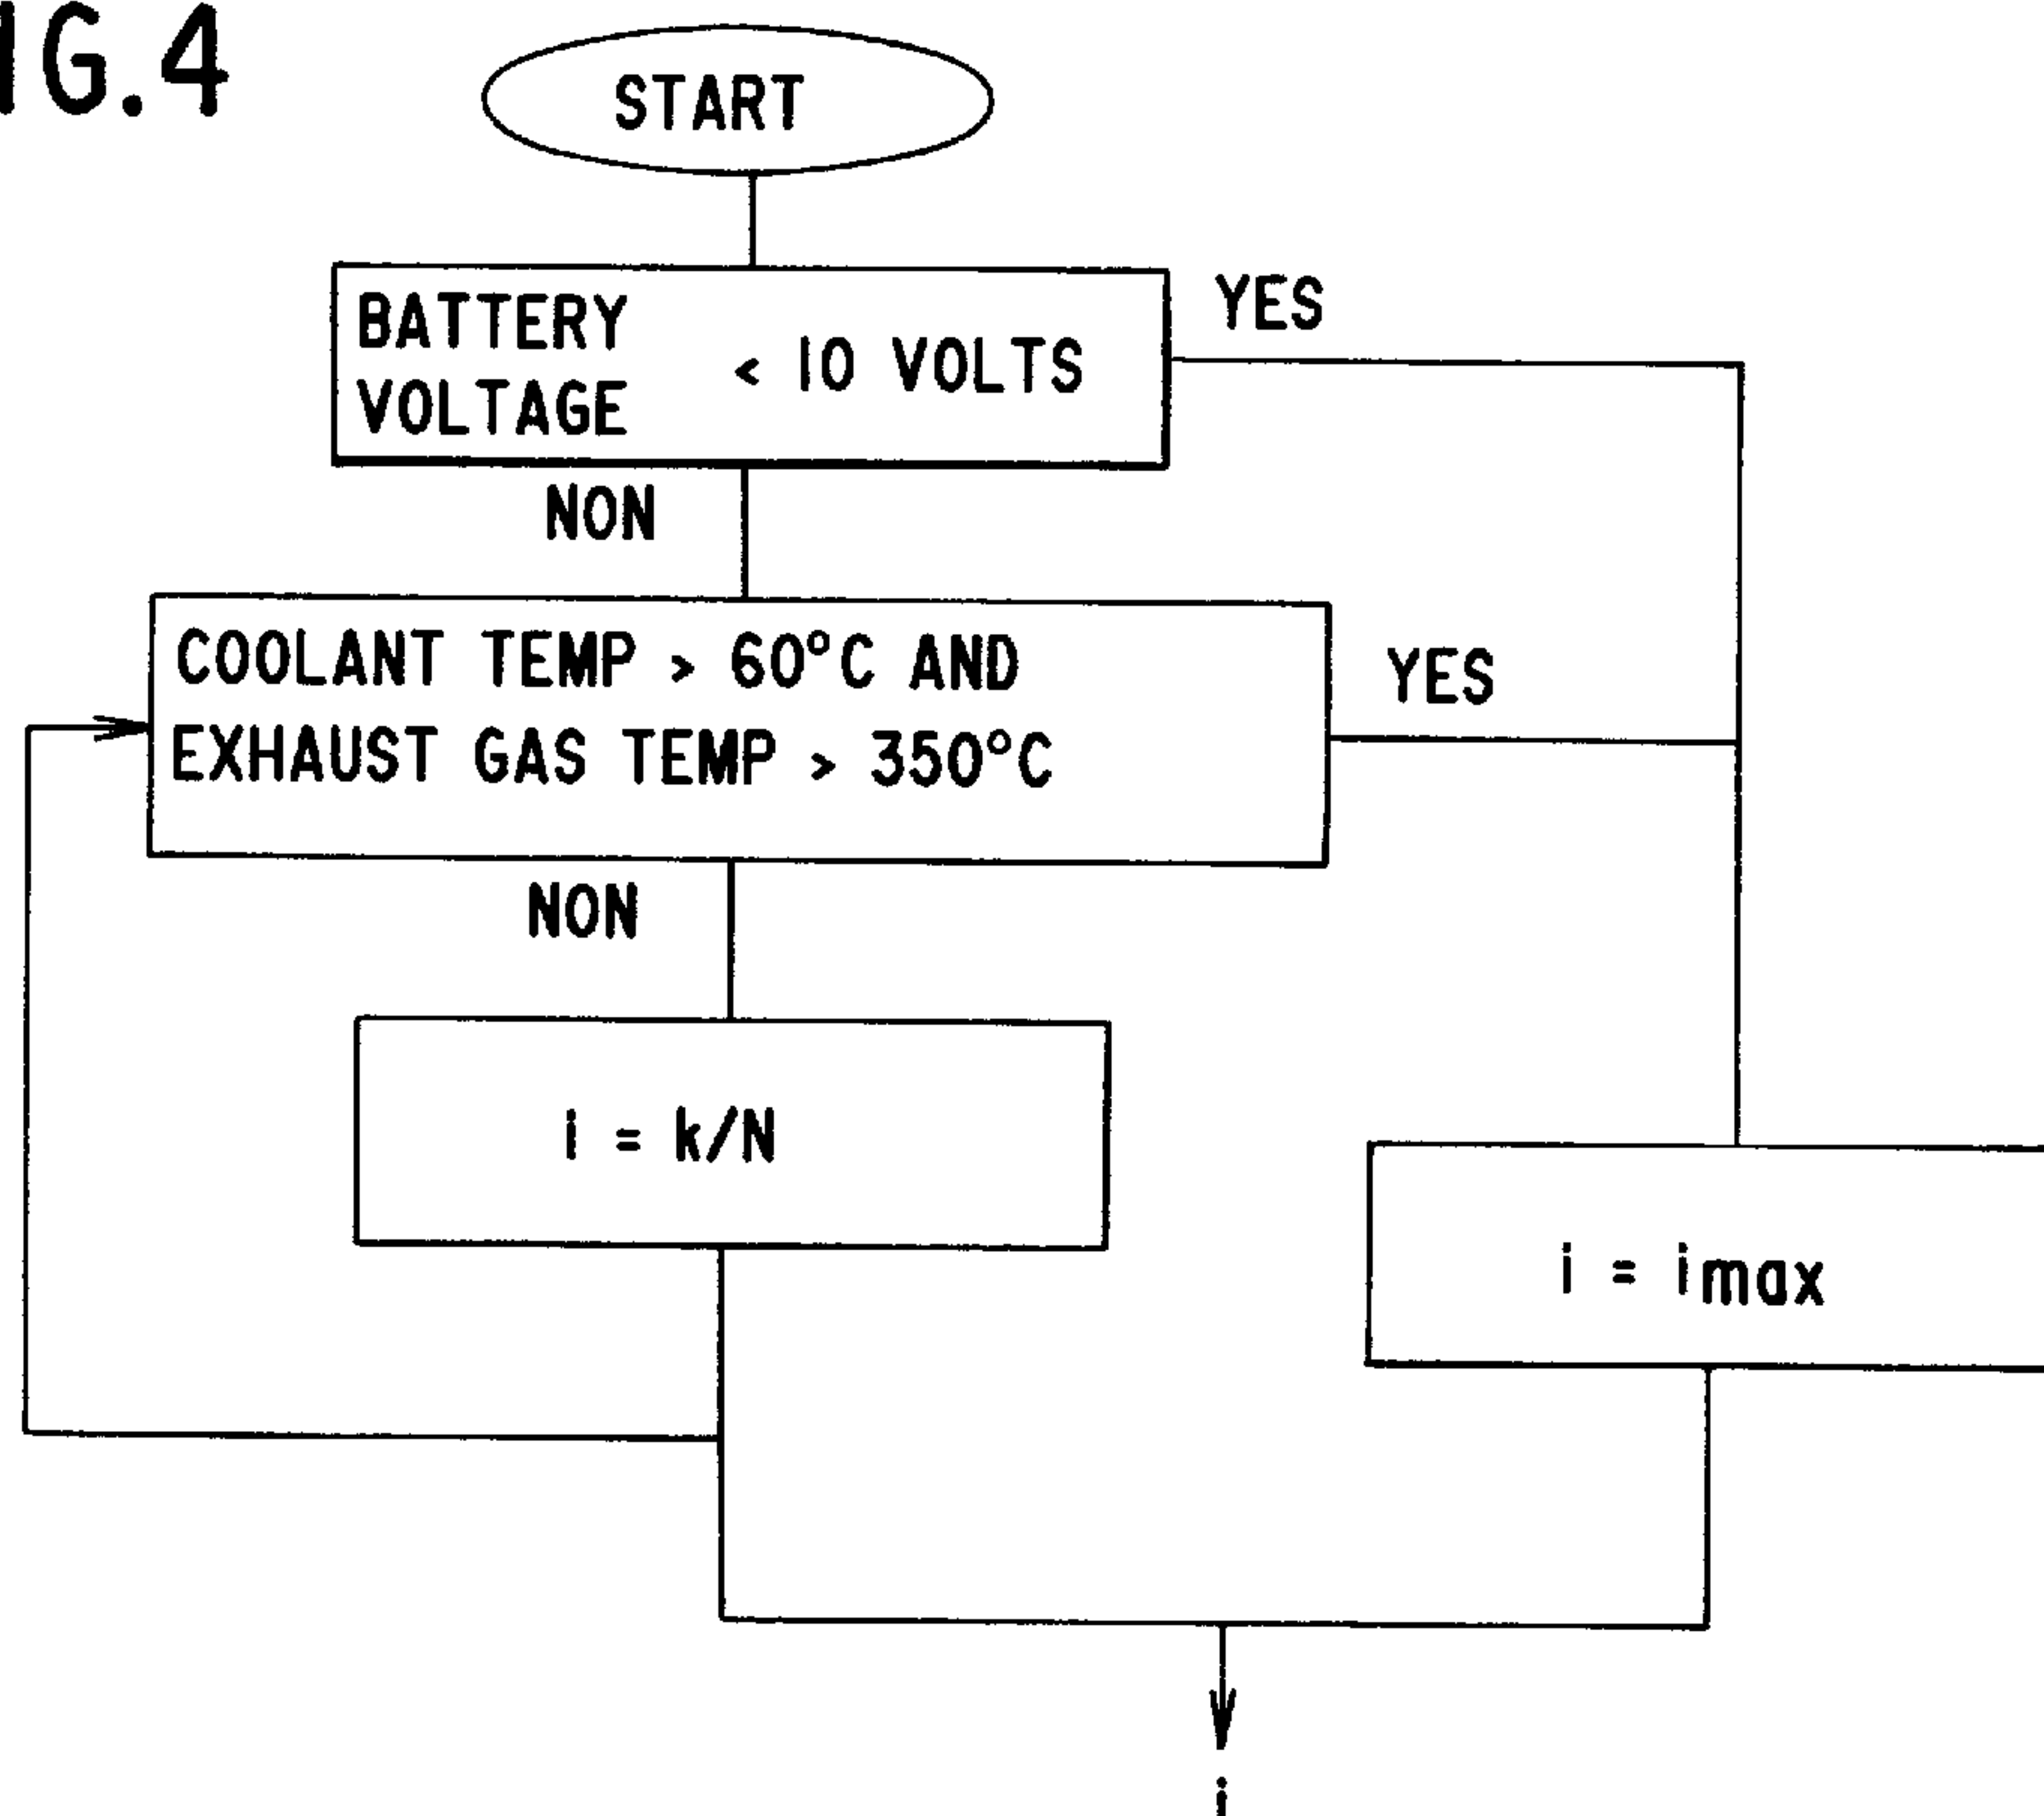 IG.4
START
BATTERY
VOLTAGE < 10 VOLTS
YES
NON
COOLANT TEMP > 60°C AND
EXHAUST GAS TEMP > 350°C
YES
NON
i = k/N
i = imax
i